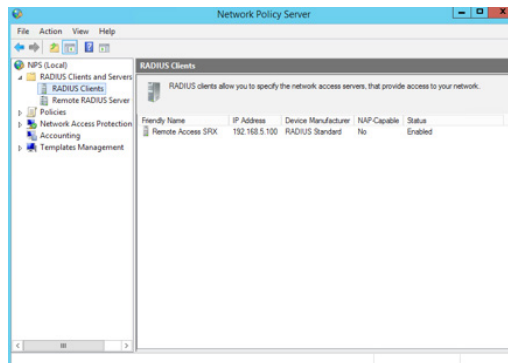 Network Policy Server
File Action View Help
NPS (Local)
RADIUS Clients and Servers
RADIUS Clients
Remote RADIUS Server
Policies
Network Access Protection
Accounting
Templates Management
RADIUS Clients
RADIUS clients allow you to specify the network access servers, that provide access to your network.
Friendly Name IP Address Device Manufacturer NAP-Capable Status
Remote Access SRX 192.168.5.100 RADIUS Standard No Enabled